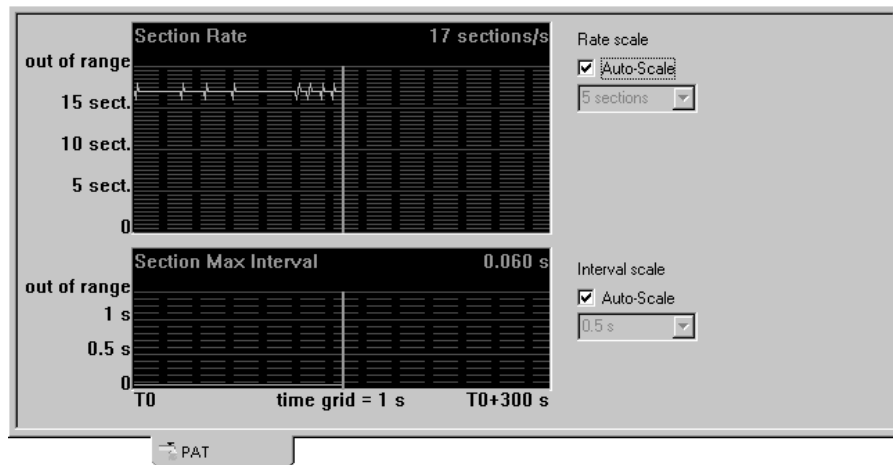 Section Rate 17 sections/s
out of range
15 sect.
10 sect.
5 sect.
0
Rate scale
Auto-Scale
5 sections
Section Max Interval 0.060 s
out of range
1 s
0.5 s
0
T0 time grid = 1 s T0+300 s
Interval scale
Auto-Scale
0.5 s
PAT